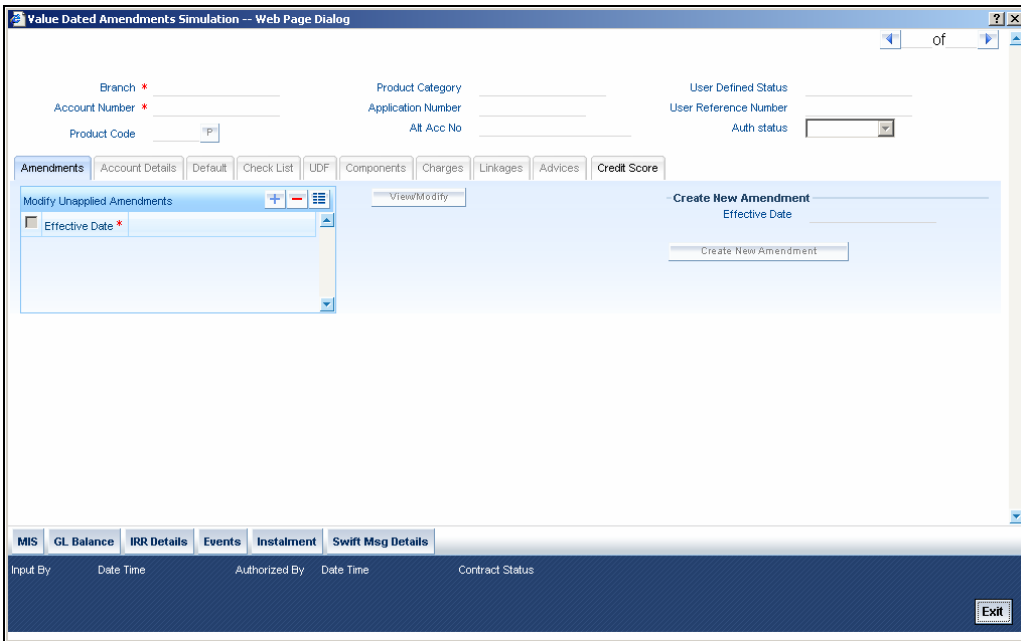 Value Dated Amendments Simulation -- Web Page Dialog
of
Branch * Product Category User Defined Status
Account Number * Application Number User Reference Number
Product Code P Alt Acc No Auth status
Amendments Account Details Default Check List UDF Components Charges Linkages Advices Credit Score
Modify Unapplied Amendments View/Modify Create New Amendment
Effective Date * Effective Date
Create New Amendment
MIS GL Balance IRR Details Events Instalment Swift Msg Details
Input By Date Time Authorized By Date Time Contract Status
Exit